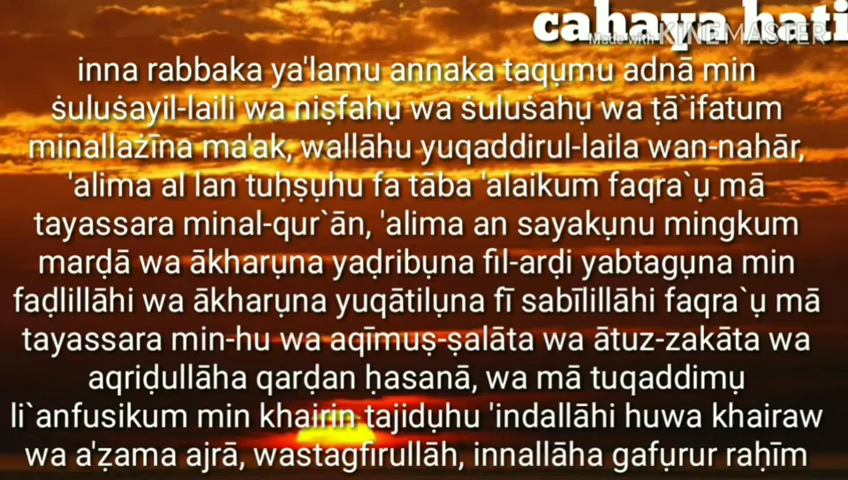 cahaya hati
Made with KINEMASTER
inna rabbaka ya'lamu annaka taqụmu adnā min
ṡuluṡayil-laili wa niṣfahụ wa ṡuluṡahụ wa ṭā`ifatum
minallażīna ma'ak, wallāhu yuqaddirul-laila wan-nahār,
'alima al lan tuḥṣụhu fa tāba 'alaikum faqra`ụ mā
tayassara minal-qur`ān, 'alima an sayakụnu mingkum
marḍā wa ākharụna yaḍribụna fil-arḍi yabtagụna min
faḍlillāhi wa ākharụna yuqātilụna fī sabīlillāhi faqra`ụ mā
tayassara min-hu wa aqīmuṣ-ṣalāta wa ātuz-zakāta wa
aqriḍullāha qarḍan ḥasanā, wa mā tuqaddimụ
li`anfusikum min khairin tajidụhu 'indallāhi huwa khairaw
wa a'ẓama ajrā, wastagfirullāh, innallāha gafụrur raḥīm